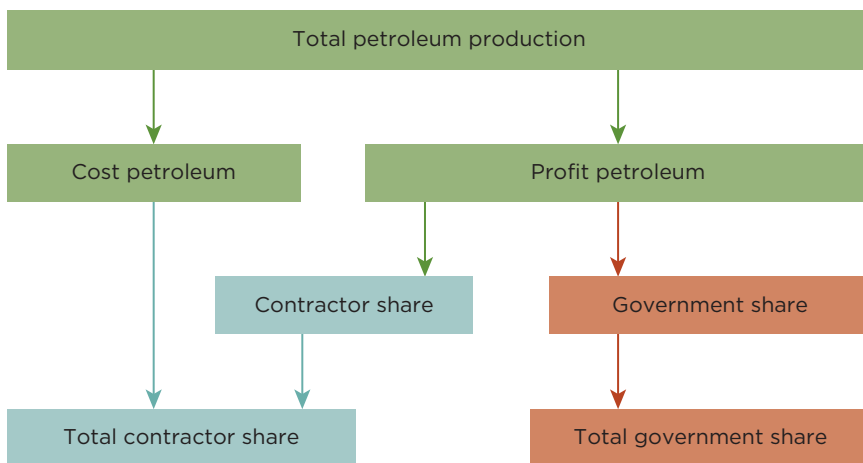 Total petroleum production
Cost petroleum
Profit petroleum
Contractor share
Government share
Total contractor share
Total government share